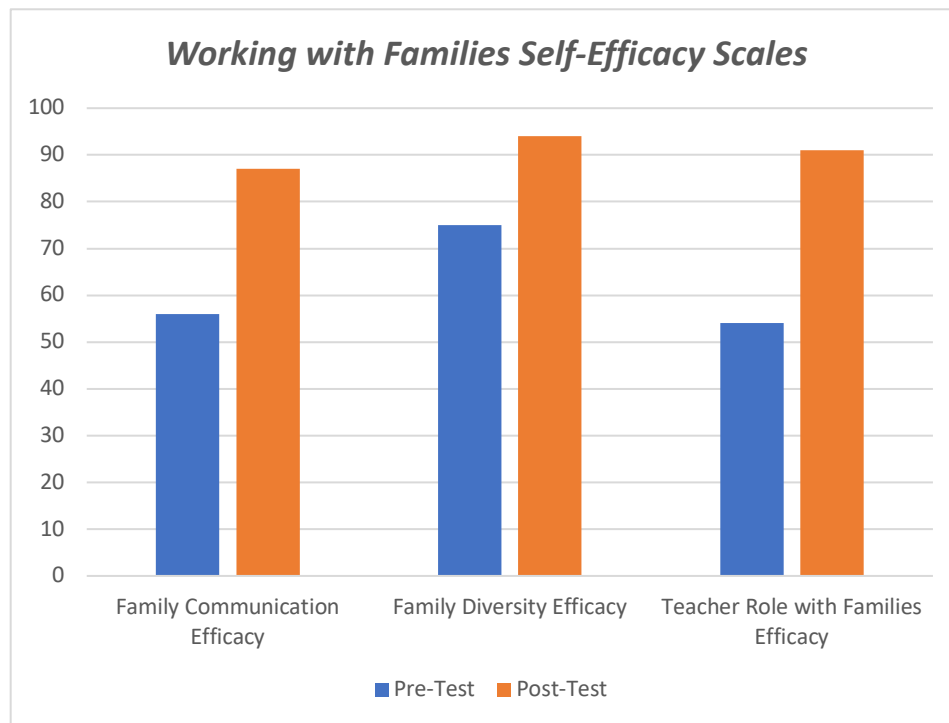 Working with Families Self-Efficacy Scales
100
90
80
70
60
50
40
30
20
10
0
Family Communication
Efficacy
Family Diversity Efficacy
Teacher Role with Families
Efficacy
Pre-Test
Post-Test